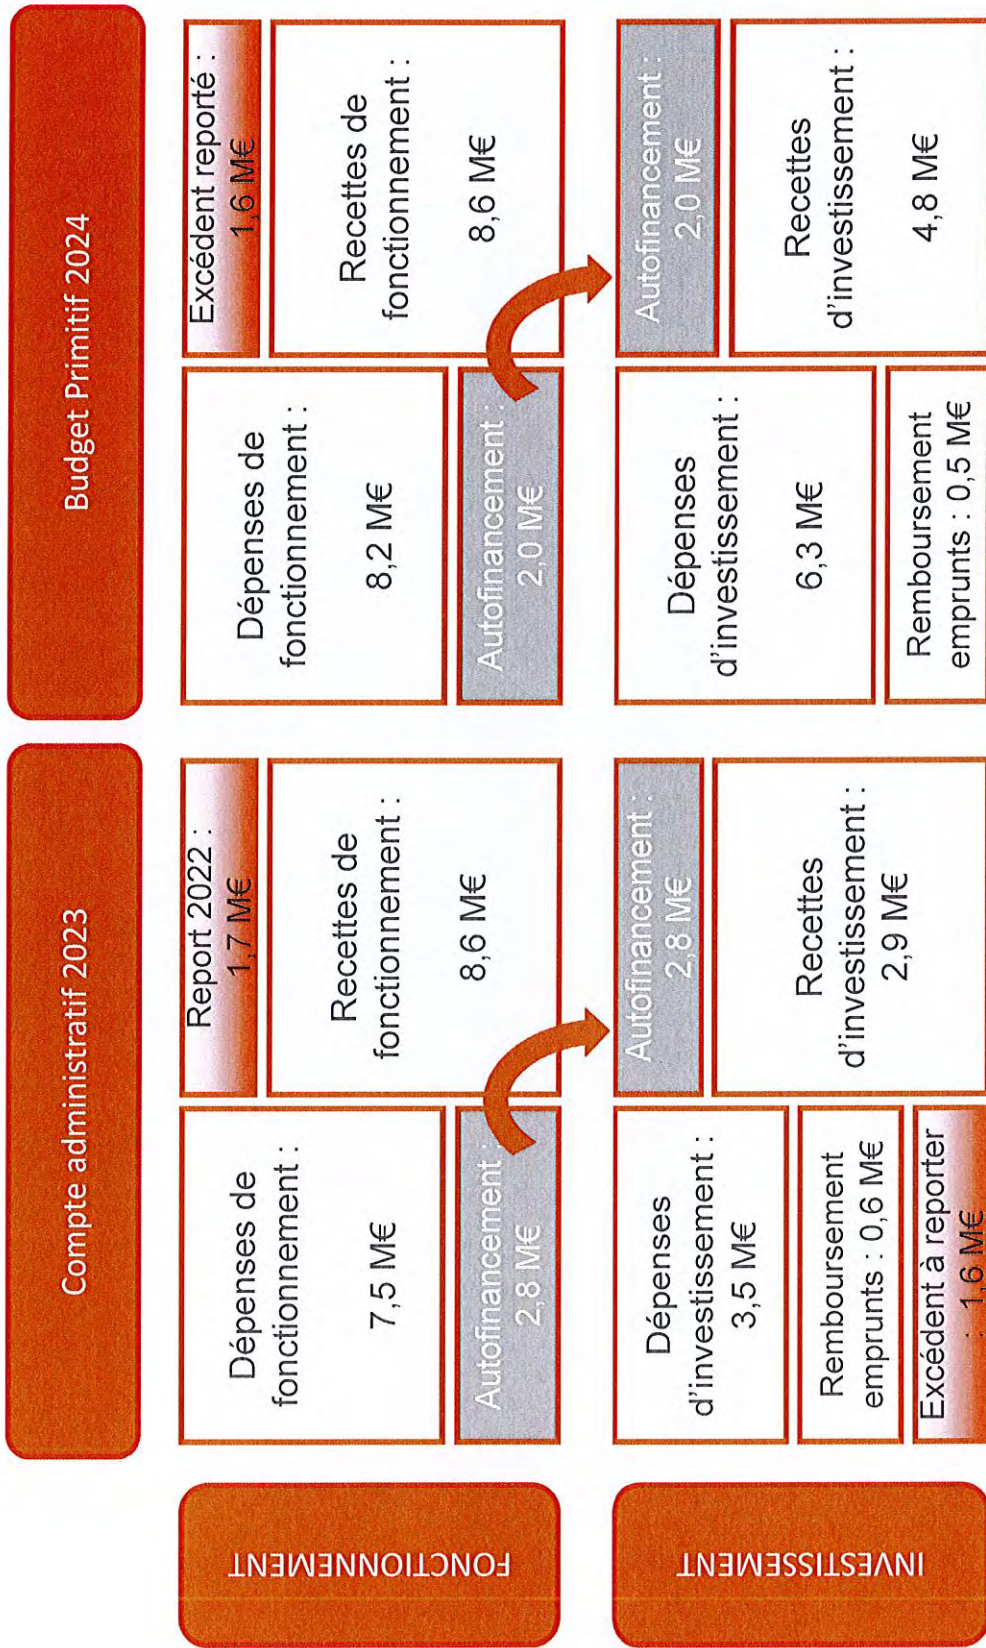 Compte administratif 2023
Budget Primitif 2024
FONCTIONNEMENT
Dépenses de
fonctionnement :
7,5 M€
Autofinancement :
2,8 M€
Report 2022 :
1,7 M€
Recettes de
fonctionnement :
8,6 M€
Dépenses de
fonctionnement :
8,2 M€
Autofinancement :
2,0 M€
Excédent reporté :
1,6 M€
Recettes de
fonctionnement :
8,6 M€
INVESTISSEMENT
Dépenses
d'investissement :
3,5 M€
Remboursement
emprunts : 0,6 M€
Excédent à reporter
: 1,6 M€
Autofinancement :
2,8 M€
Recettes
d'investissement :
2,9 M€
Dépenses
d'investissement :
6,3 M€
Remboursement
emprunts : 0,5 M€
Autofinancement :
2,0 M€
Recettes
d'investissement :
4,8 M€